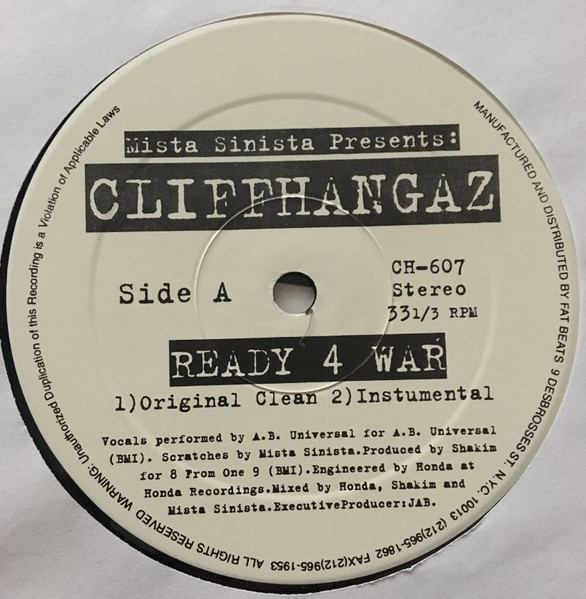 Mista Sinista Presents:
CLIFFHANGAZ
Side A
CH-607
Stereo
33 1/3 RPM
READY 4 WAR
1)Original Clean 2)Instumental
Vocals performed by A.B. Universal for A.B. Universal
(BMI). Scratches by Mista Sinista.Produced by Shakim
for 8 From One 9 (BMI).Engineered by Honda at
Honda Recordings.Mixed by Honda, Shakim and
Mista Sinista.ExecutiveProducer:JAB.
MANUFACTURED AND DISTRIBUTED BY FAT BEATS 9 DESBROSSES ST. N.Y.C. 10013 (212)965-1862 FAX(212)965-1953 ALL RIGHTS RESERVED WARNING: Unauthorized Duplication of this Recording is a Violation of Applicable Laws